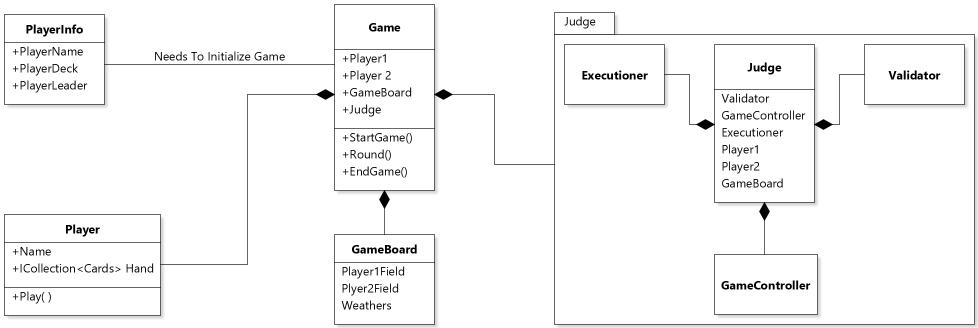 PlayerInfo
+PlayerName
+PlayerDeck
+PlayerLeader
Needs To Initialize Game
Game
+Player1
+Player 2
+GameBoard
+Judge
+StartGame()
+Round()
+EndGame()
Player
+Name
+ICollection<Cards> Hand
+Play( )
GameBoard
Player1Field
Plyer2Field
Weathers
Judge
Executioner
Judge
Validator
GameController
Executioner
Player1
Player2
GameBoard
Validator
GameController